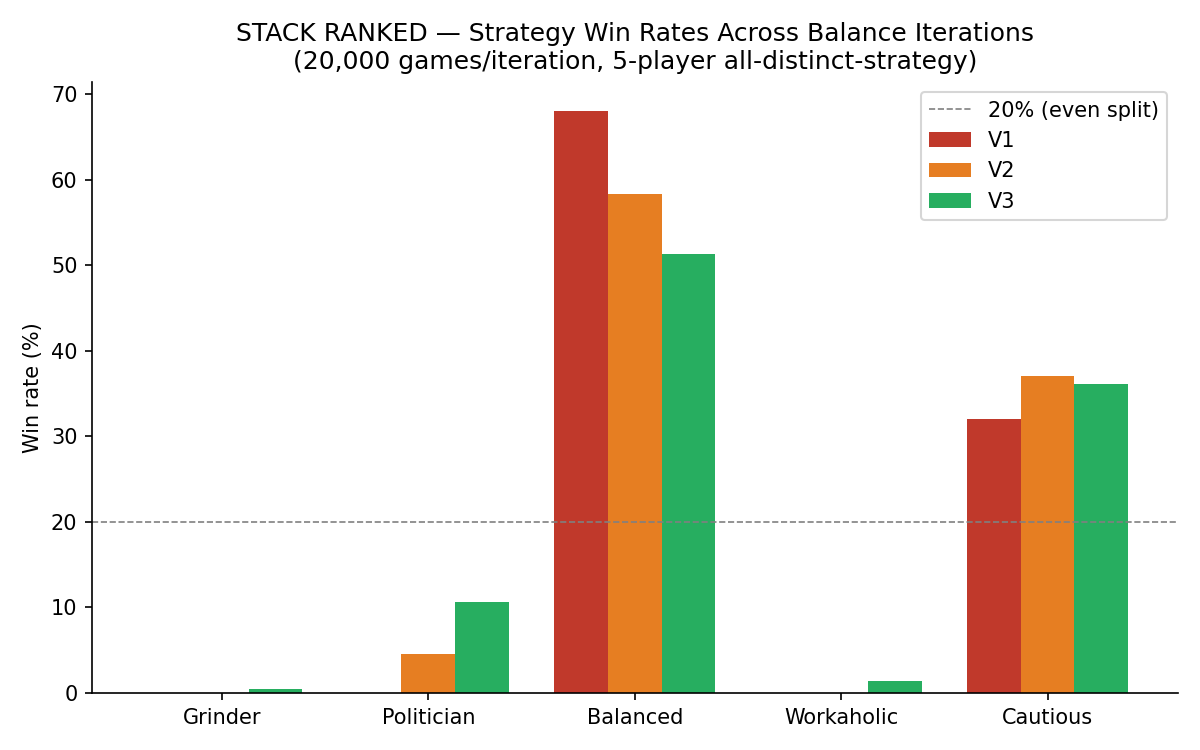 STACK RANKED — Strategy Win Rates Across Balance Iterations
(20,000 games/iteration, 5-player all-distinct-strategy)
20% (even split)
V1
V2
V3
Win rate (%)
70
60
50
40
30
20
10
0
Grinder
Politician
Balanced
Workaholic
Cautious